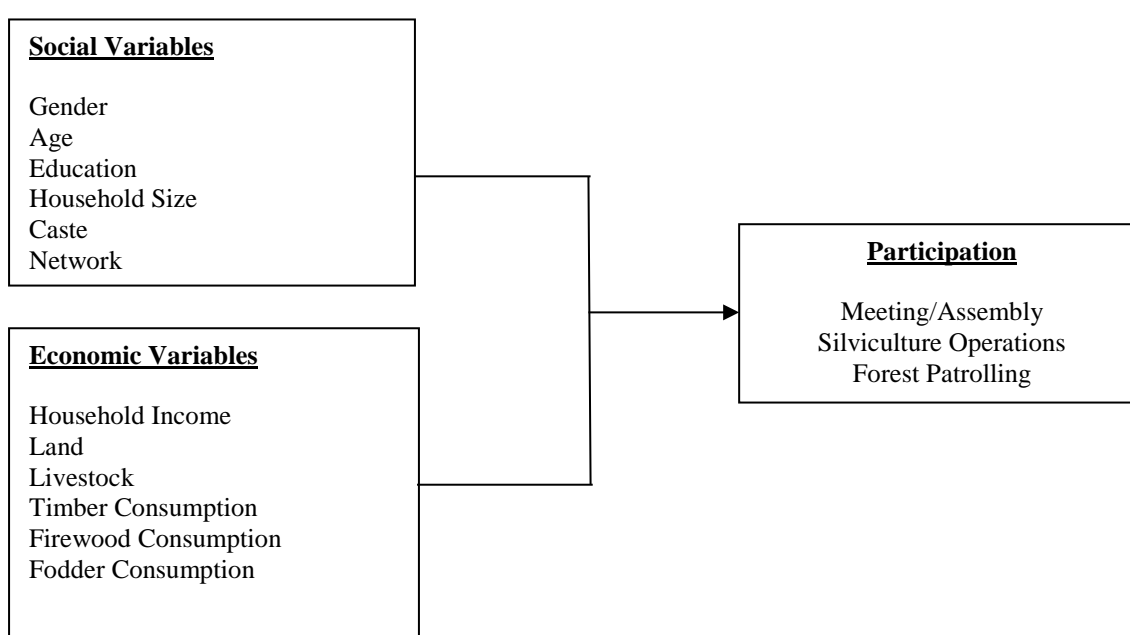 Social Variables
Gender
Age
Education
Household Size
Caste
Network
Economic Variables
Household Income
Land
Livestock
Timber Consumption
Firewood Consumption
Fodder Consumption
Participation
Meeting/Assembly
Silviculture Operations
Forest Patrolling